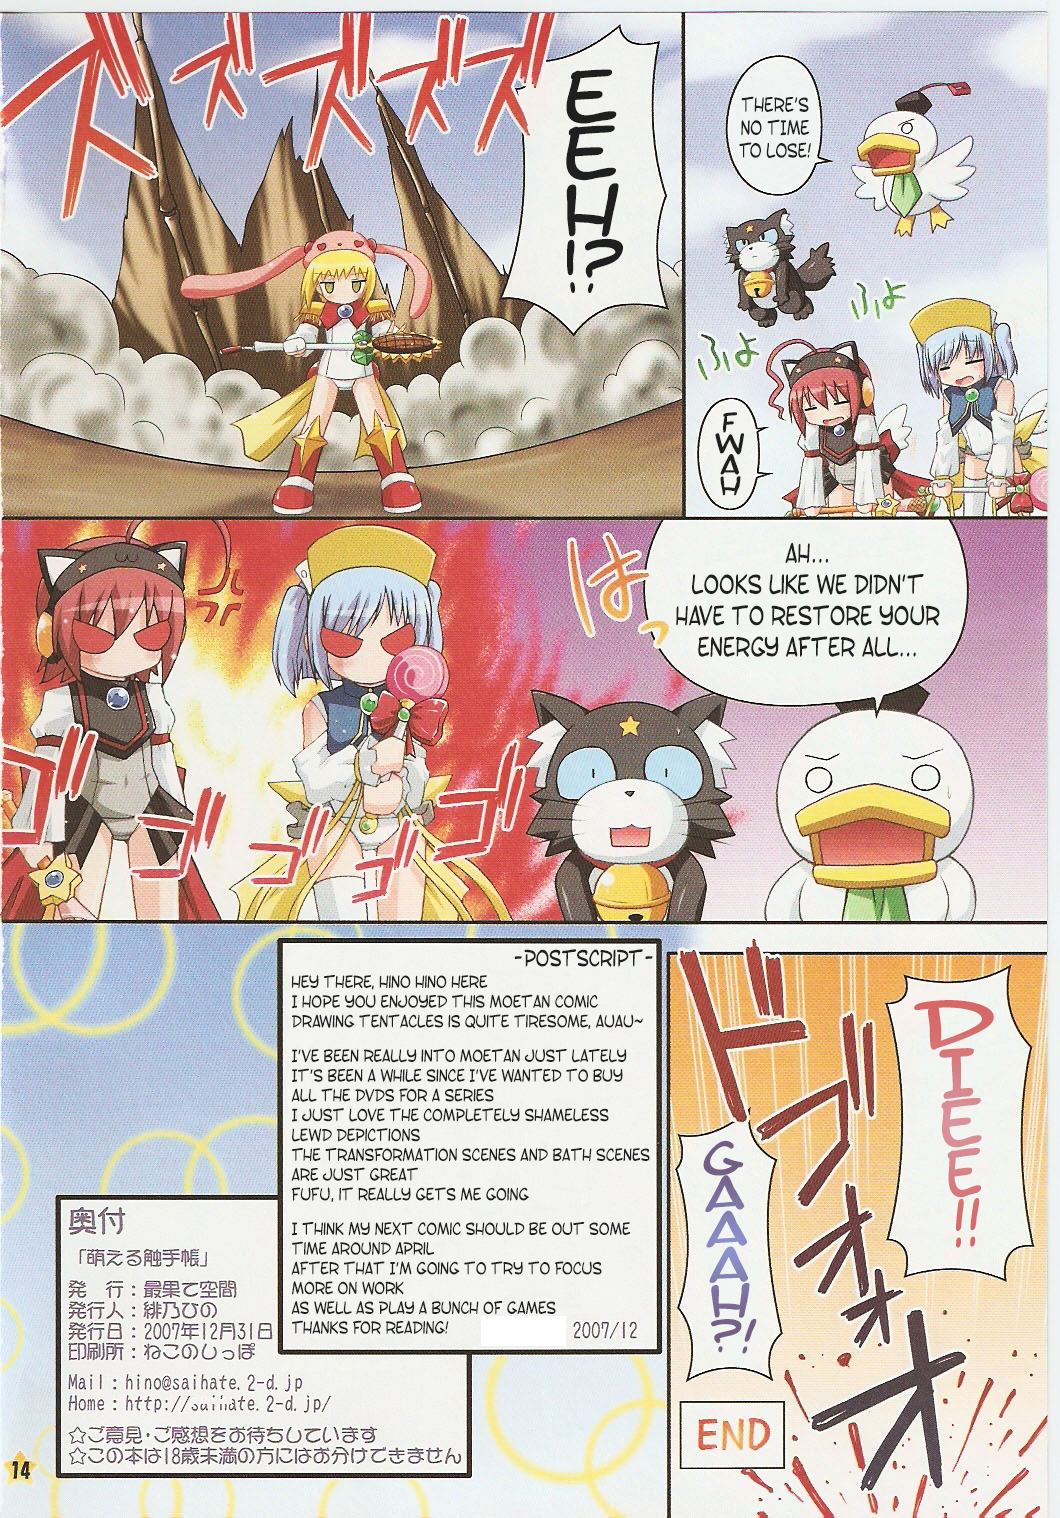 ズズズズズ
EEEH!?
THERE'S
NO TIME
TO LOSE!
ふよ
ふよ
FWAH
AH...
LOOKS LIKE WE DIDN'T
HAVE TO RESTORE YOUR
ENERGY AFTER ALL...
はっ
ゴゴゴゴ
-POSTSCRIPT-
HEY THERE, HINO HINO HERE
I HOPE YOU ENJOYED THIS MOETAN COMIC
DRAWING TENTACLES IS QUITE TIRESOME, AUAU~
I'VE BEEN REALLY INTO MOETAN JUST LATELY
IT'S BEEN A WHILE SINCE I'VE WANTED TO BUY
ALL THE DVDS FOR A SERIES
I JUST LOVE THE COMPLETELY SHAMELESS
LEWD DEPICTIONS
THE TRANSFORMATION SCENES AND BATH SCENES
ARE JUST GREAT
FUFU, IT REALLY GETS ME GOING
I THINK MY NEXT COMIC SHOULD BE OUT SOME
TIME AROUND APRIL
AFTER THAT I'M GOING TO TRY TO FOCUS
MORE ON WORK
AS WELL AS PLAY A BUNCH OF GAMES
THANKS FOR READING!
2007/12
DIEEE!!
ドゴォォォ
GAAAH?!
END
奥付
「萌える触手帳」
発　行：最果て空間
発行人：緋乃ひの
発行日：2007年12月31日
印刷所：ねこのしっぽ
Mail：hino@saihate.2-d.jp
Home：http://saihate.2-d.jp/
☆ご意見・ご感想をお待ちしています
☆この本は18歳未満の方にはお分けできません
14